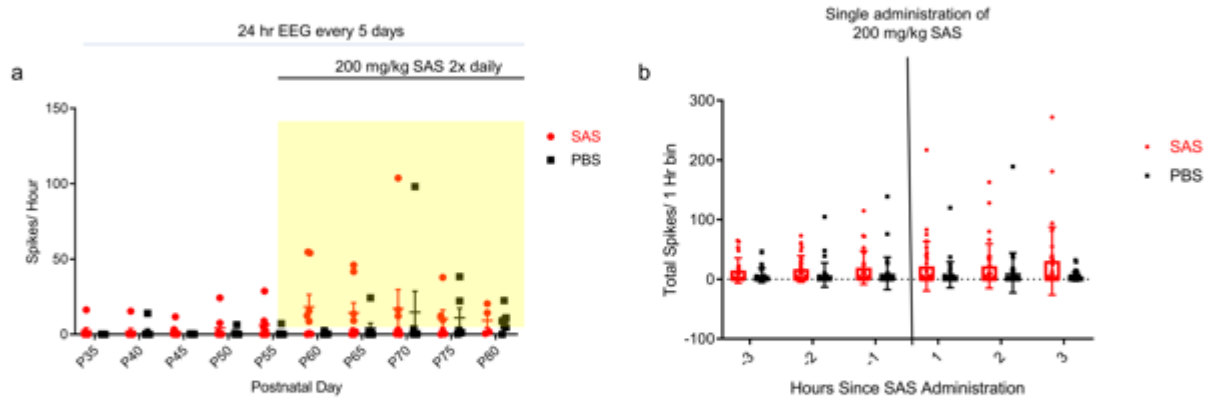 24 hr EEG every 5 days
200 mg/kg SAS 2x daily
a
150
100
50
0
Spikes/ Hour
P35
P40
P45
P50
P55
P60
P65
P70
P75
P80
Postnatal Day
SAS
PBS
Single administration of
200 mg/kg SAS
b
300
200
100
0
-100
Total Spikes/ 1 Hr bin
-3
-2
-1
1
2
3
Hours Since SAS Administration
SAS
PBS